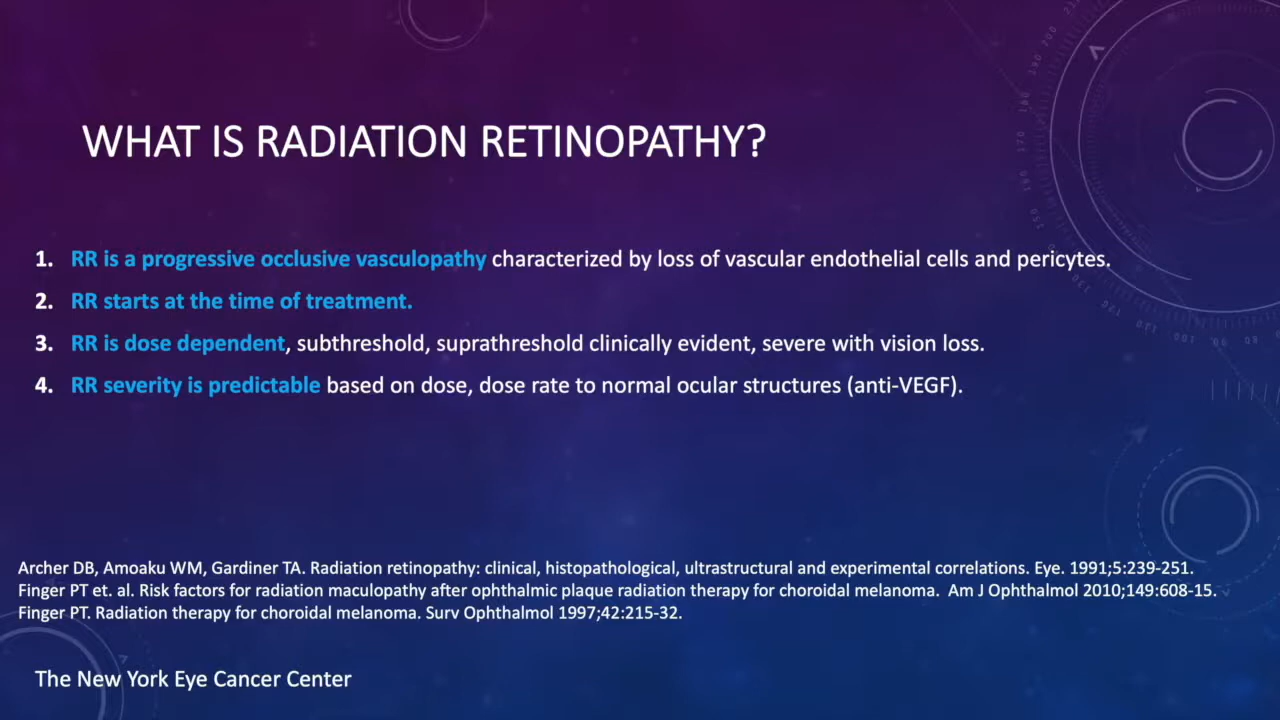 WHAT IS RADIATION RETINOPATHY?
1. RR is a progressive occlusive vasculopathy characterized by loss of vascular endothelial cells and pericytes.
2. RR starts at the time of treatment.
3. RR is dose dependent, subthreshold, suprathreshold clinically evident, severe with vision loss.
4. RR severity is predictable based on dose, dose rate to normal ocular structures (anti-VEGF).
Archer DB, Amoaku WM, Gardiner TA. Radiation retinopathy: clinical, histopathological, ultrastructural and experimental correlations. Eye. 1991;5:239-251.
Finger PT et. al. Risk factors for radiation maculopathy after ophthalmic plaque radiation therapy for choroidal melanoma. Am J Ophthalmol 2010;149:608-15.
Finger PT. Radiation therapy for choroidal melanoma. Surv Ophthalmol 1997;42:215-32.
The New York Eye Cancer Center